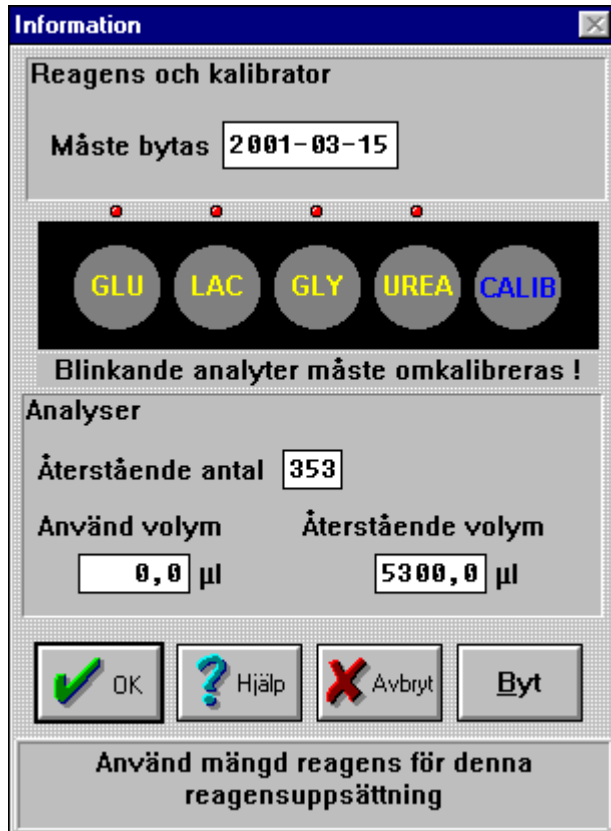 Information
Reagens och kalibrator
Måste bytas 2001-03-15
GLU LAC GLY UREA CALIB
Blinkande analyter måste omkalibreras !
Analyser
Återstående antal 353
Använd volym Återstående volym
0,0 µl 5300,0 µl
OK Hjälp Avbryt Byt
Använd mängd reagens för denna
reagensuppsättning